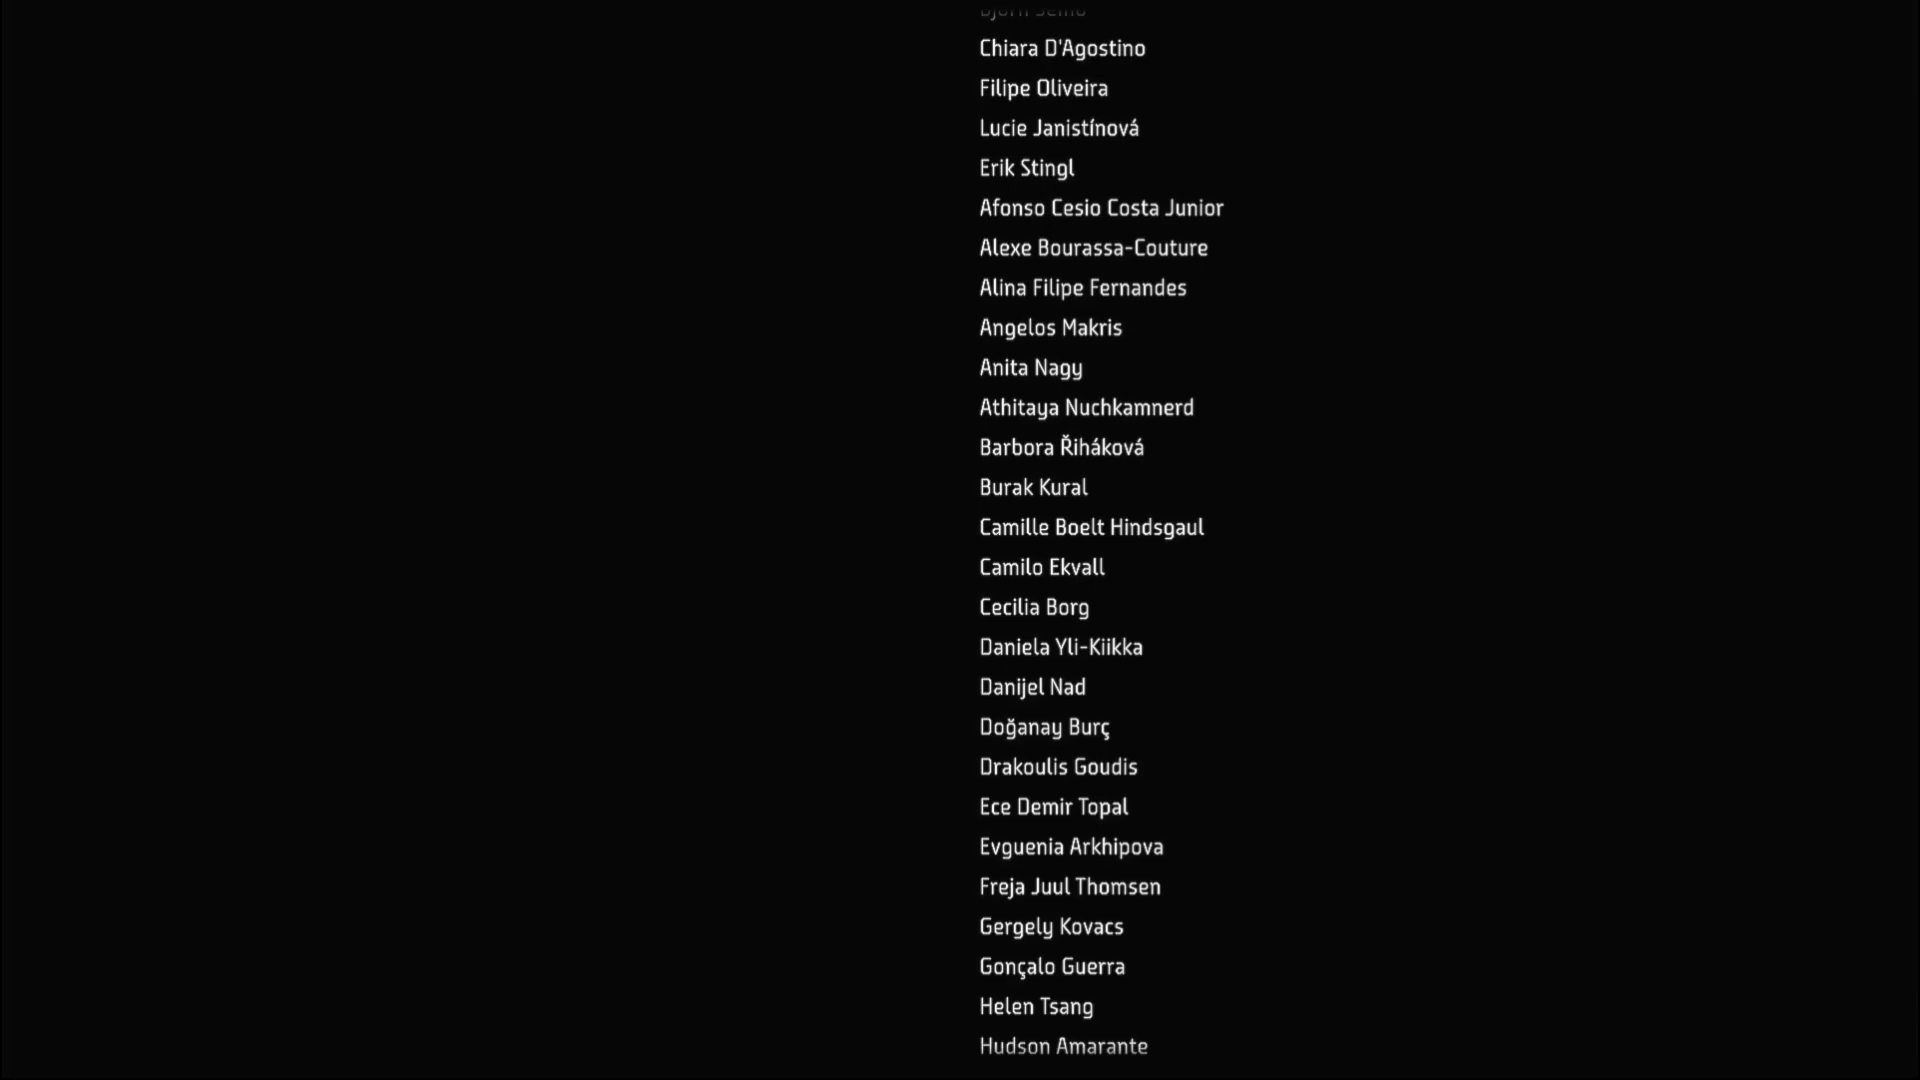 Chiara D'Agostino
Filipe Oliveira
Lucie Janistínová
Erik Stingl
Afonso Cesio Costa Junior
Alexe Bourassa-Couture
Alina Filipe Fernandes
Angelos Makris
Anita Nagy
Athitaya Nuchkamnerd
Barbora Řiháková
Burak Kural
Camille Boelt Hindsgaul
Camilo Ekvall
Cecilia Borg
Daniela Yli-Kiikka
Danijel Nad
Doğanay Burç
Drakoulis Goudis
Ece Demir Topal
Evguenia Arkhipova
Freja Juul Thomsen
Gergely Kovacs
Gonçalo Guerra
Helen Tsang
Hudson Amarante